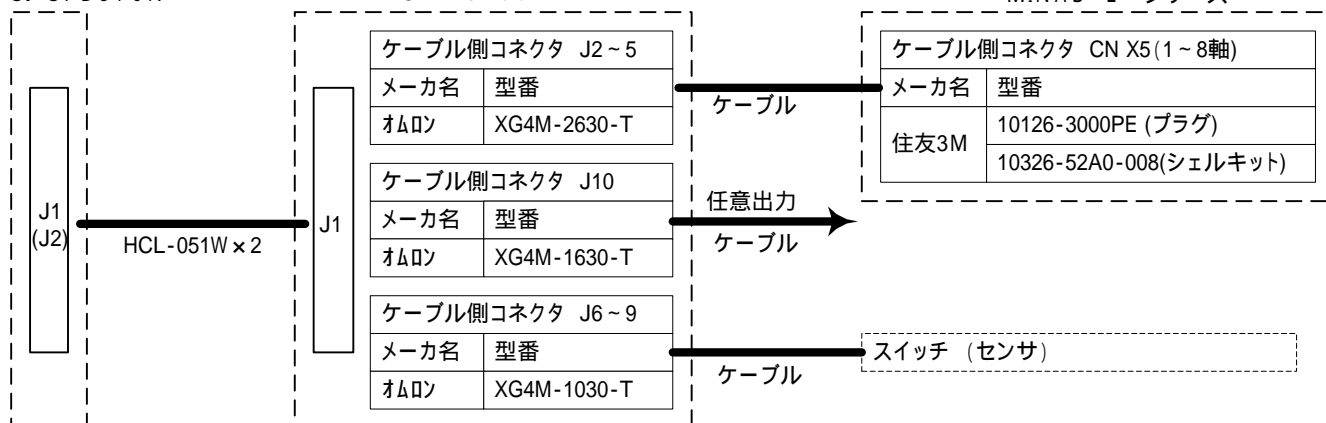 ケーブル側コネクタ J2~5
メーカ名 型番
オムロン XG4M-2630-T
ケーブル
ケーブル側コネクタ CN X5(1~8軸)
メーカ名 型番
住友3M 10126-3000PE (プラグ)
10326-52A0-008(シェルキット)
J1
(J2)
HCL-051W×2
J1
ケーブル側コネクタ J10
メーカ名 型番
オムロン XG4M-1630-T
任意出力
ケーブル
ケーブル側コネクタ J6~9
メーカ名 型番
オムロン XG4M-1030-T
ケーブル
スイッチ (センサ)